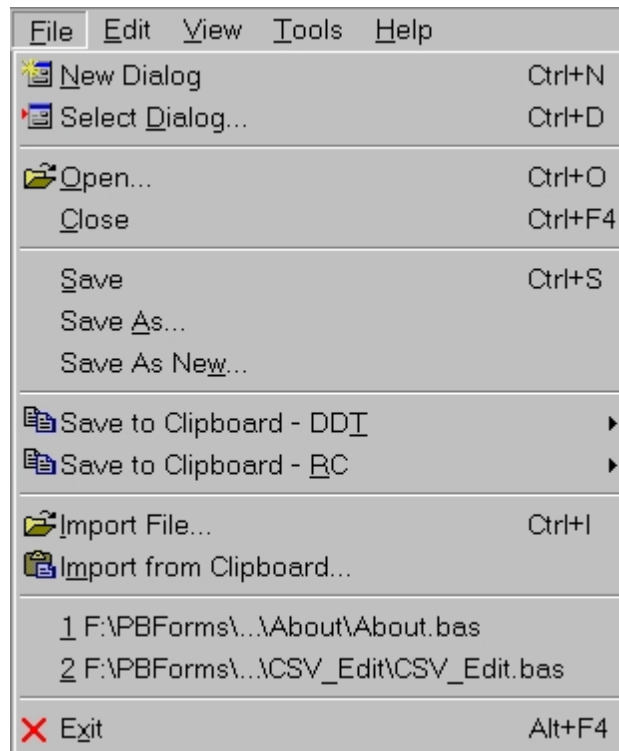 File Edit View Tools Help
New Dialog Ctrl+N
Select Dialog... Ctrl+D
Open... Ctrl+O
Close Ctrl+F4
Save Ctrl+S
Save As...
Save As New...
Save to Clipboard - DDT
Save to Clipboard - RC
Import File... Ctrl+I
Import from Clipboard...
1 F:\PBForms\...\About\About.bas
2 F:\PBForms\...\CSV_Edit\CSV_Edit.bas
Exit Alt+F4